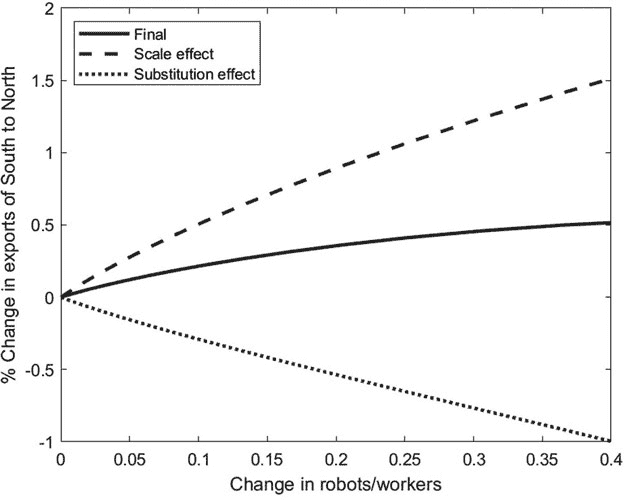 2
1.5
1
0.5
0
-0.5
-1
% Change in exports of South to North
Final
Scale effect
Substitution effect
0 0.05 0.1 0.15 0.2 0.25 0.3 0.35 0.4
Change in robots/workers